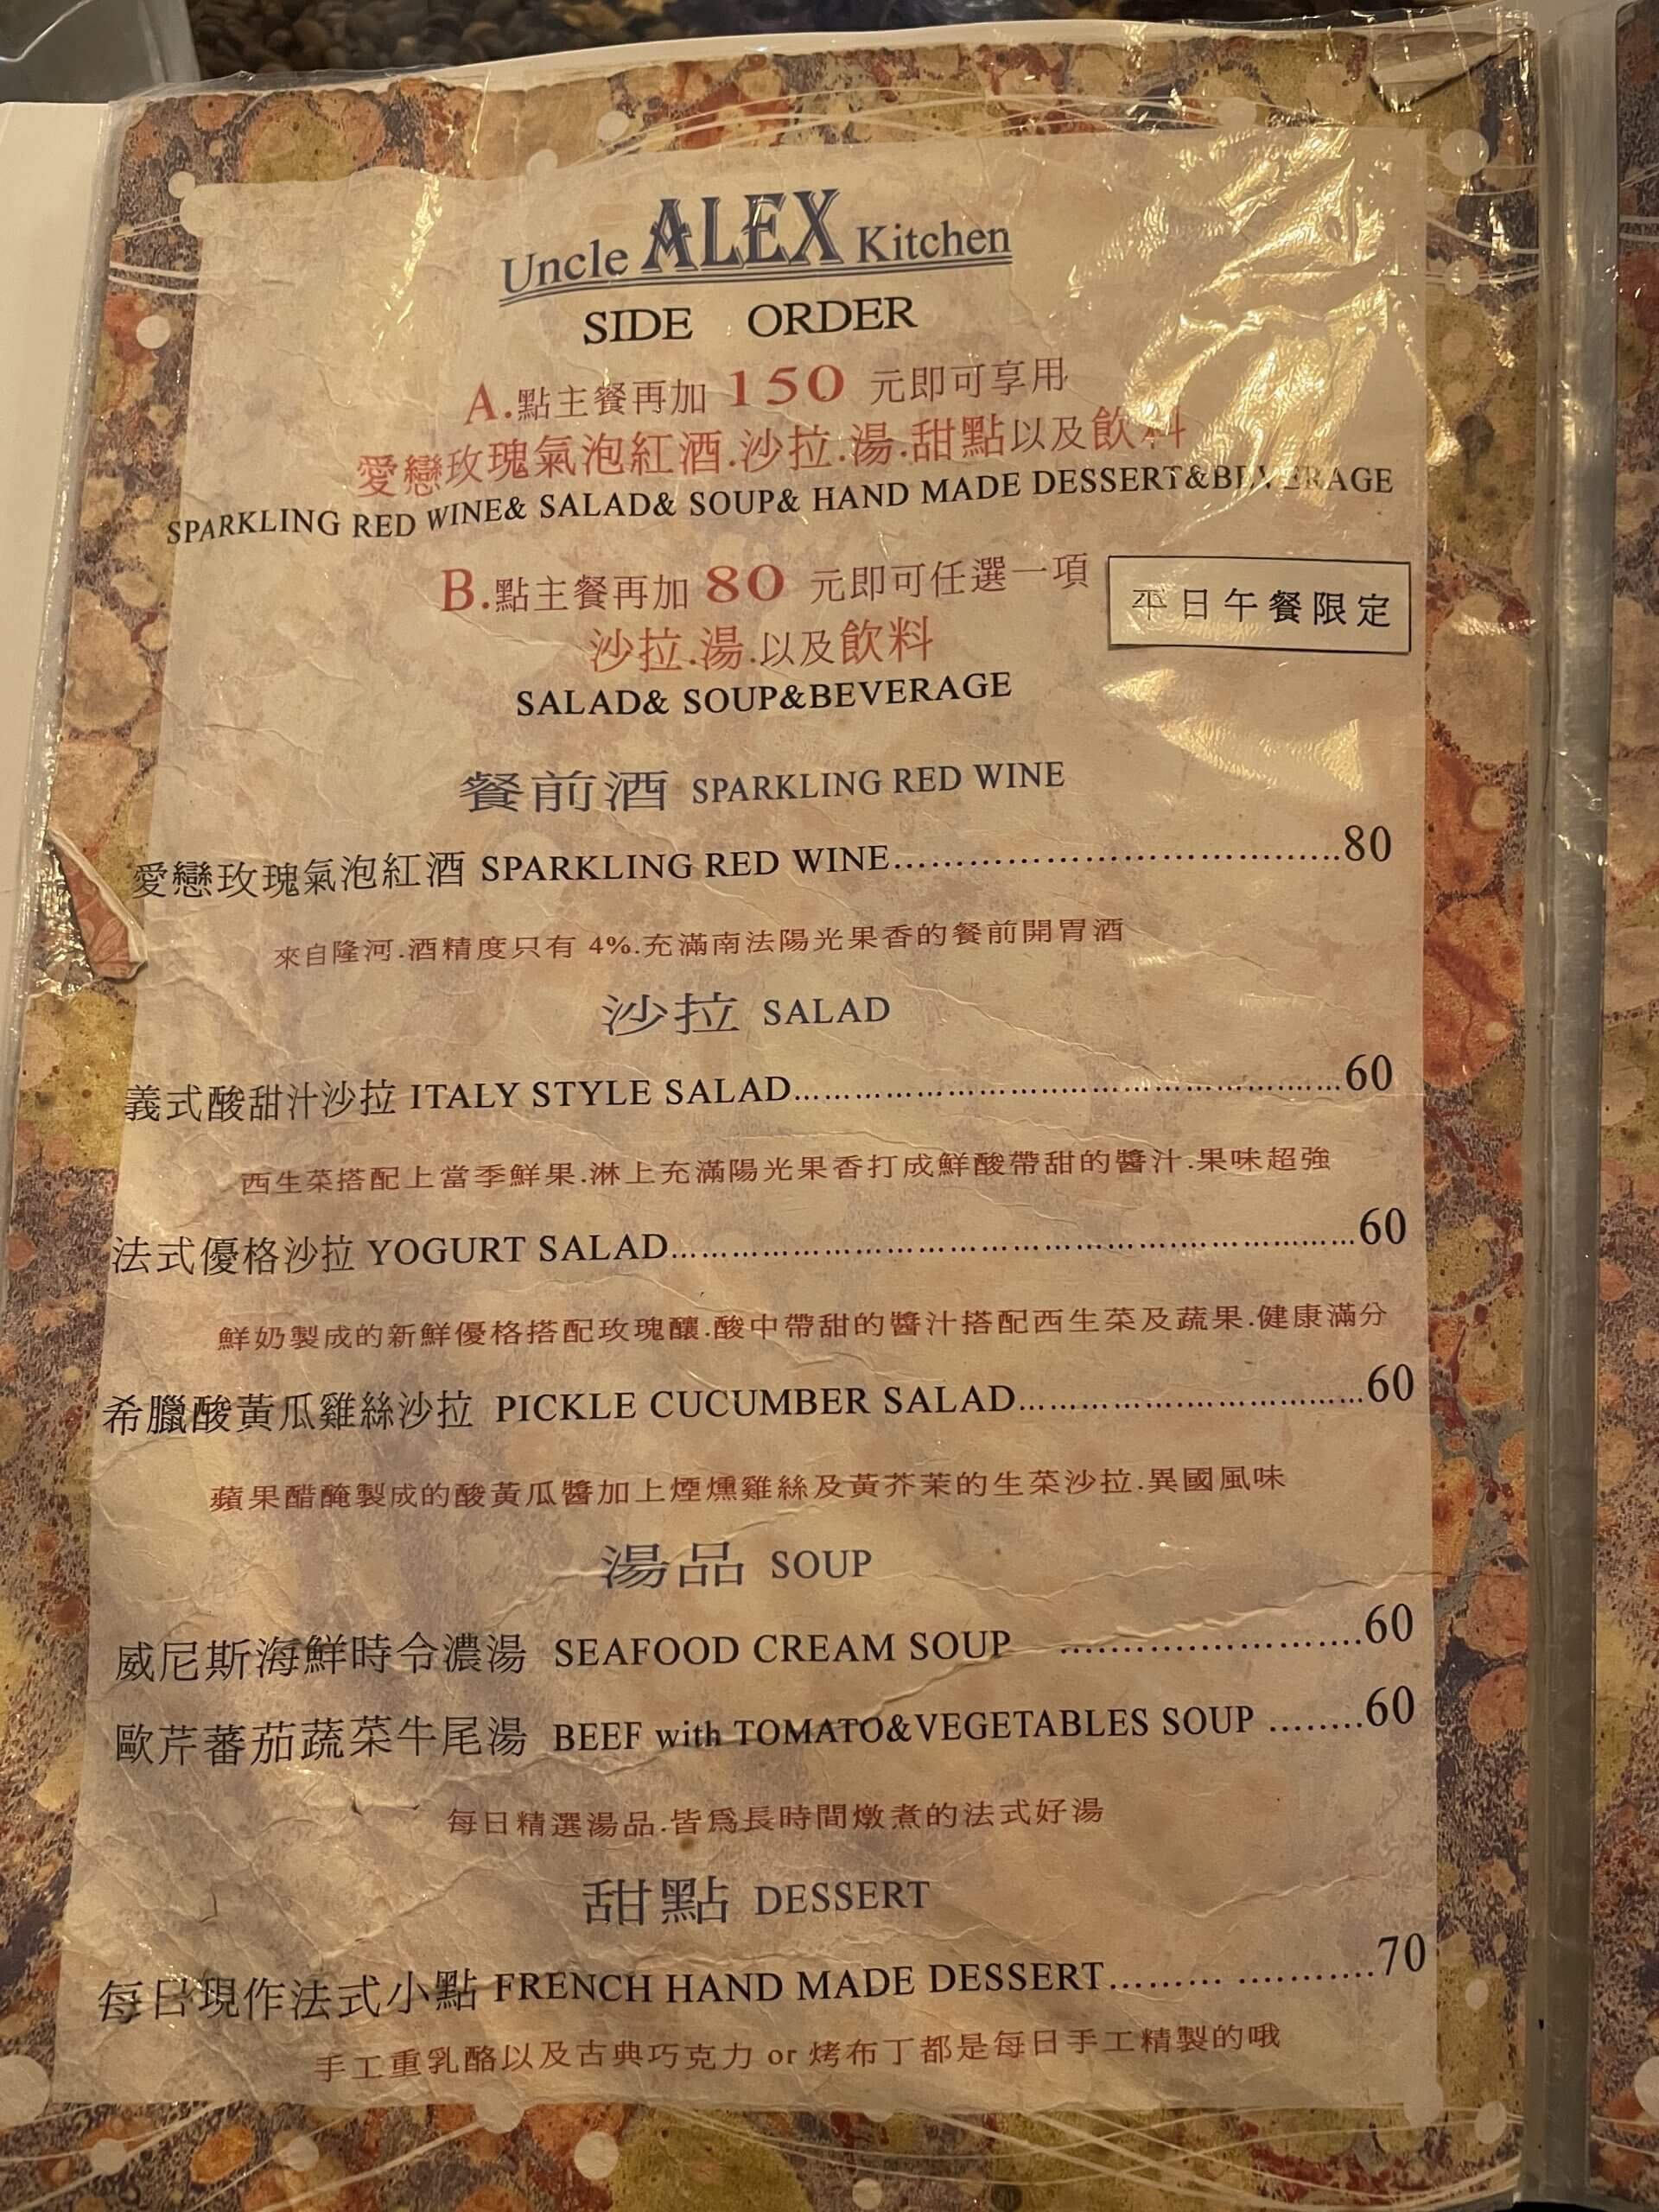 Uncle ALEX Kitchen
SIDE ORDER
A.點主餐再加 150 元即可享用
愛戀玫瑰氣泡紅酒.沙拉.湯.甜點以及飲料
SPARKLING RED WINE& SALAD& SOUP& HAND MADE DESSERT&BEVERAGE
B.點主餐再加 80 元即可任選一項
平日午餐限定
沙拉.湯.以及飲料
SALAD& SOUP&BEVERAGE
餐前酒 SPARKLING RED WINE
愛戀玫瑰氣泡紅酒 SPARKLING RED WINE........................................80
來自隆河.酒精度只有 4%.充滿南法陽光果香的餐前開胃酒
沙拉 SALAD
義式酸甜汁沙拉 ITALY STYLE SALAD................................................60
西生菜搭配上當季鮮果.淋上充滿陽光果香打成鮮酸帶甜的醬汁.果味超強
法式優格沙拉 YOGURT SALAD............................................................60
鮮奶製成的新鮮優格搭配玫瑰釀.酸中帶甜的醬汁搭配西生菜及蔬果.健康滿分
希臘酸黃瓜雞絲沙拉 PICKLE CUCUMBER SALAD..............................60
蘋果醋醃製成的酸黃瓜醬加上煙燻雞絲及黃芥茉的生菜沙拉.異國風味
湯品 SOUP
威尼斯海鮮時令濃湯 SEAFOOD CREAM SOUP ..........................60
歐芹蕃茄蔬菜牛尾湯 BEEF with TOMATO&VEGETABLES SOUP ........60
每日精選湯品.皆為長時間燉煮的法式好湯
甜點 DESSERT
每日現作法式小點 FRENCH HAND MADE DESSERT......... ............70
手工重乳酪以及古典巧克力 or 烤布丁都是每日手工精製的哦